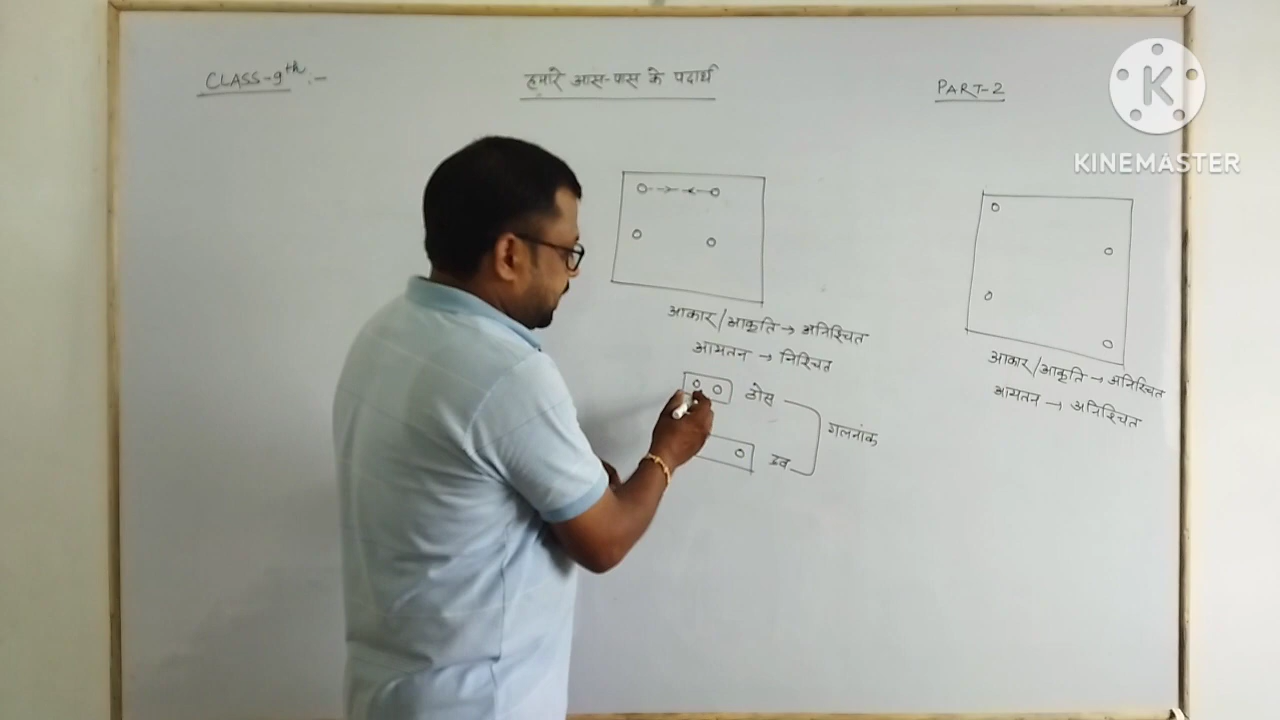 CLASS-9th :-
हमारे आस-पास के पदार्थ
PART-2
K
KINEMASTER
आकार/आकृति → अनिश्चित
आयतन → निश्चित
ठोस
द्रव
गलनांक
आकार/आकृति → अनिश्चित
आयतन → अनिश्चित